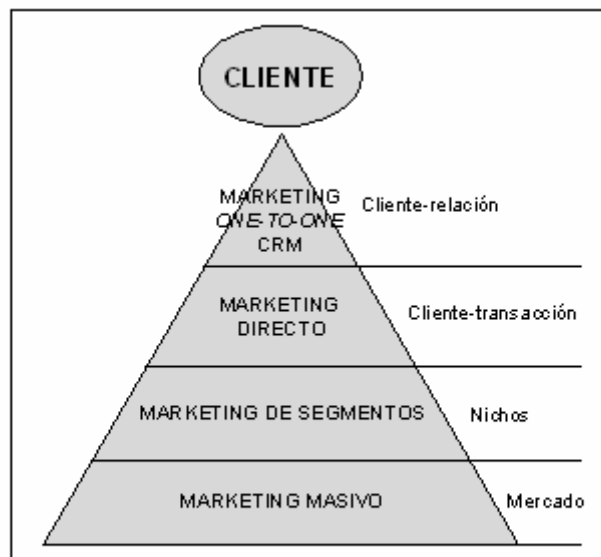 CLIENTE
MARKETING
ONE-TO-ONE
CRM
Cliente-relación
MARKETING
DIRECTO
Cliente-transacción
MARKETING DE SEGMENTOS
Nichos
MARKETING MASIVO
Mercado